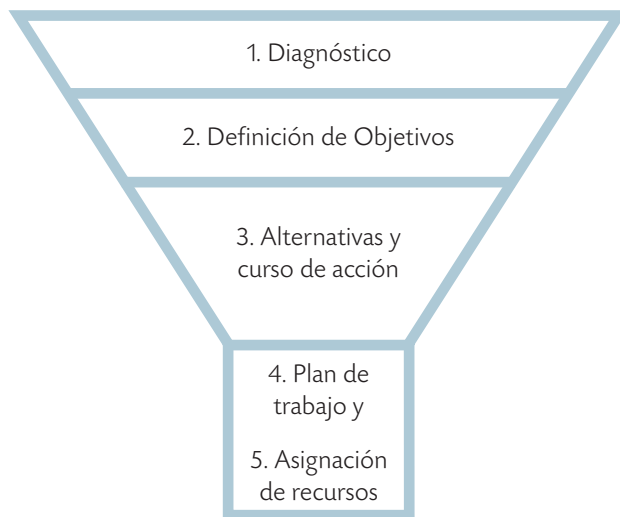 1. Diagnóstico
2. Definición de Objetivos
3. Alternativas y
curso de acción
4. Plan de
trabajo y
5. Asignación
de recursos